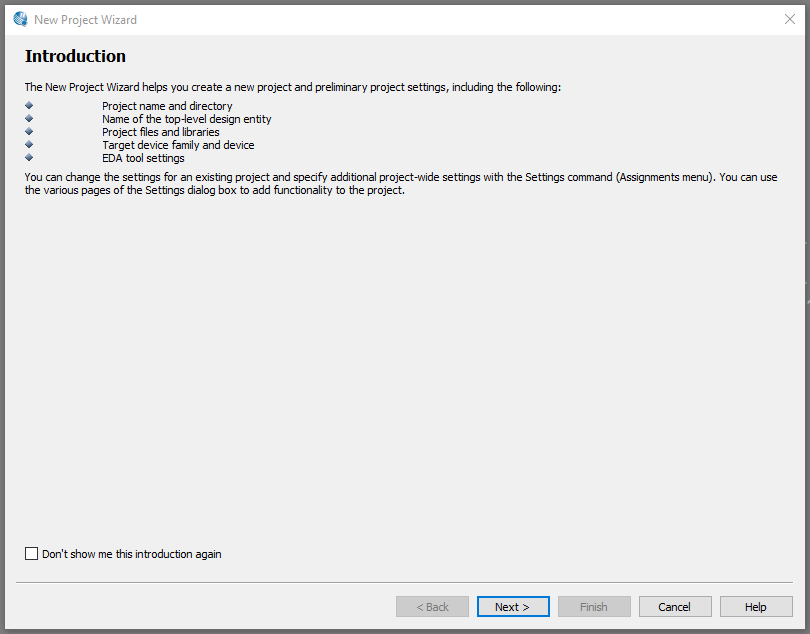 New Project Wizard
Introduction
The New Project Wizard helps you create a new project and preliminary project settings, including the following:
Project name and directory
Name of the top-level design entity
Project files and libraries
Target device family and device
EDA tool settings
You can change the settings for an existing project and specify additional project-wide settings with the Settings command (Assignments menu). You can use
the various pages of the Settings dialog box to add functionality to the project.
Don't show me this introduction again
< Back
Next >
Finish
Cancel
Help